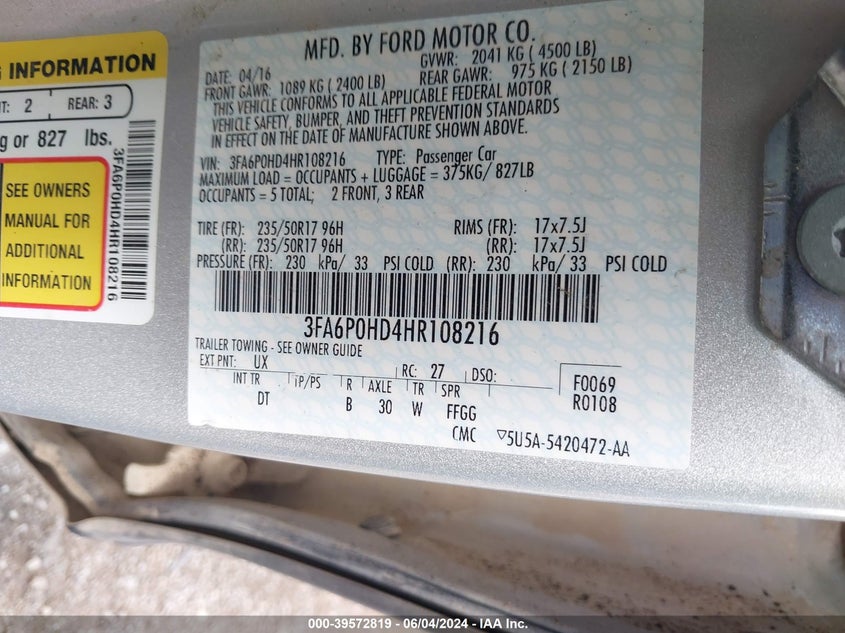 G INFORMATION
NT: 2 REAR: 3
g or 827 lbs.
SEE OWNERS
MANUAL FOR
ADDITIONAL
INFORMATION
3FA6P0HD4HR108216
MFD. BY FORD MOTOR CO.
DATE: 04/16 GVWR: 2041 KG ( 4500 LB)
FRONT GAWR: 1089 KG ( 2400 LB) REAR GAWR: 975 KG ( 2150 LB)
THIS VEHICLE CONFORMS TO ALL APPLICABLE FEDERAL MOTOR
VEHICLE SAFETY, BUMPER, AND THEFT PREVENTION STANDARDS
IN EFFECT ON THE DATE OF MANUFACTURE SHOWN ABOVE.
VIN: 3FA6P0HD4HR108216 TYPE: Passenger Car
MAXIMUM LOAD = OCCUPANTS + LUGGAGE = 375KG/ 827LB
OCCUPANTS = 5 TOTAL; 2 FRONT, 3 REAR
TIRE (FR): 235/50R17 96H RIMS (FR): 17x7.5J
(RR): 235/50R17 96H (RR): 17x7.5J
PRESSURE (FR): 230 kPa/ 33 PSI COLD (RR): 230 kPa/ 33 PSI COLD
3FA6P0HD4HR108216
TRAILER TOWING - SEE OWNER GUIDE
EXT PNT: UX RC: 27 DSO: F0069
INT TR TP/PS R AXLE TR SPR R0108
DT B 30 W FFGG
CMC ▽5U5A-5420472-AA
000-39572819 - 06/04/2024 - IAA Inc.